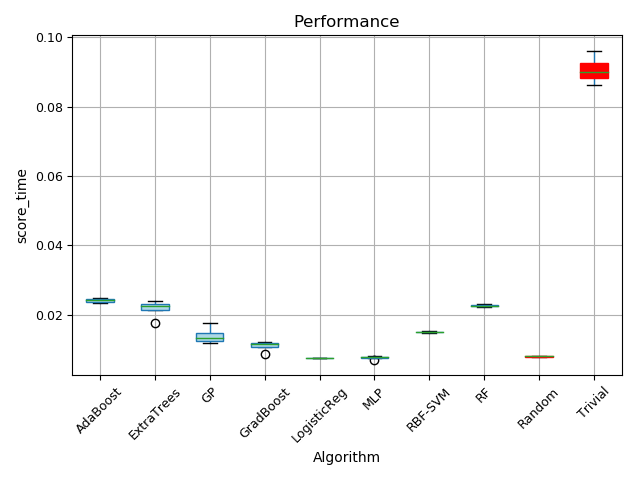 Performance
0.10
0.08
0.06
0.04
0.02
score_time
AdaBoost
ExtraTrees
GP
GradBoost
LogisticReg
MLP
RBF-SVM
RF
Random
Trivial
Algorithm